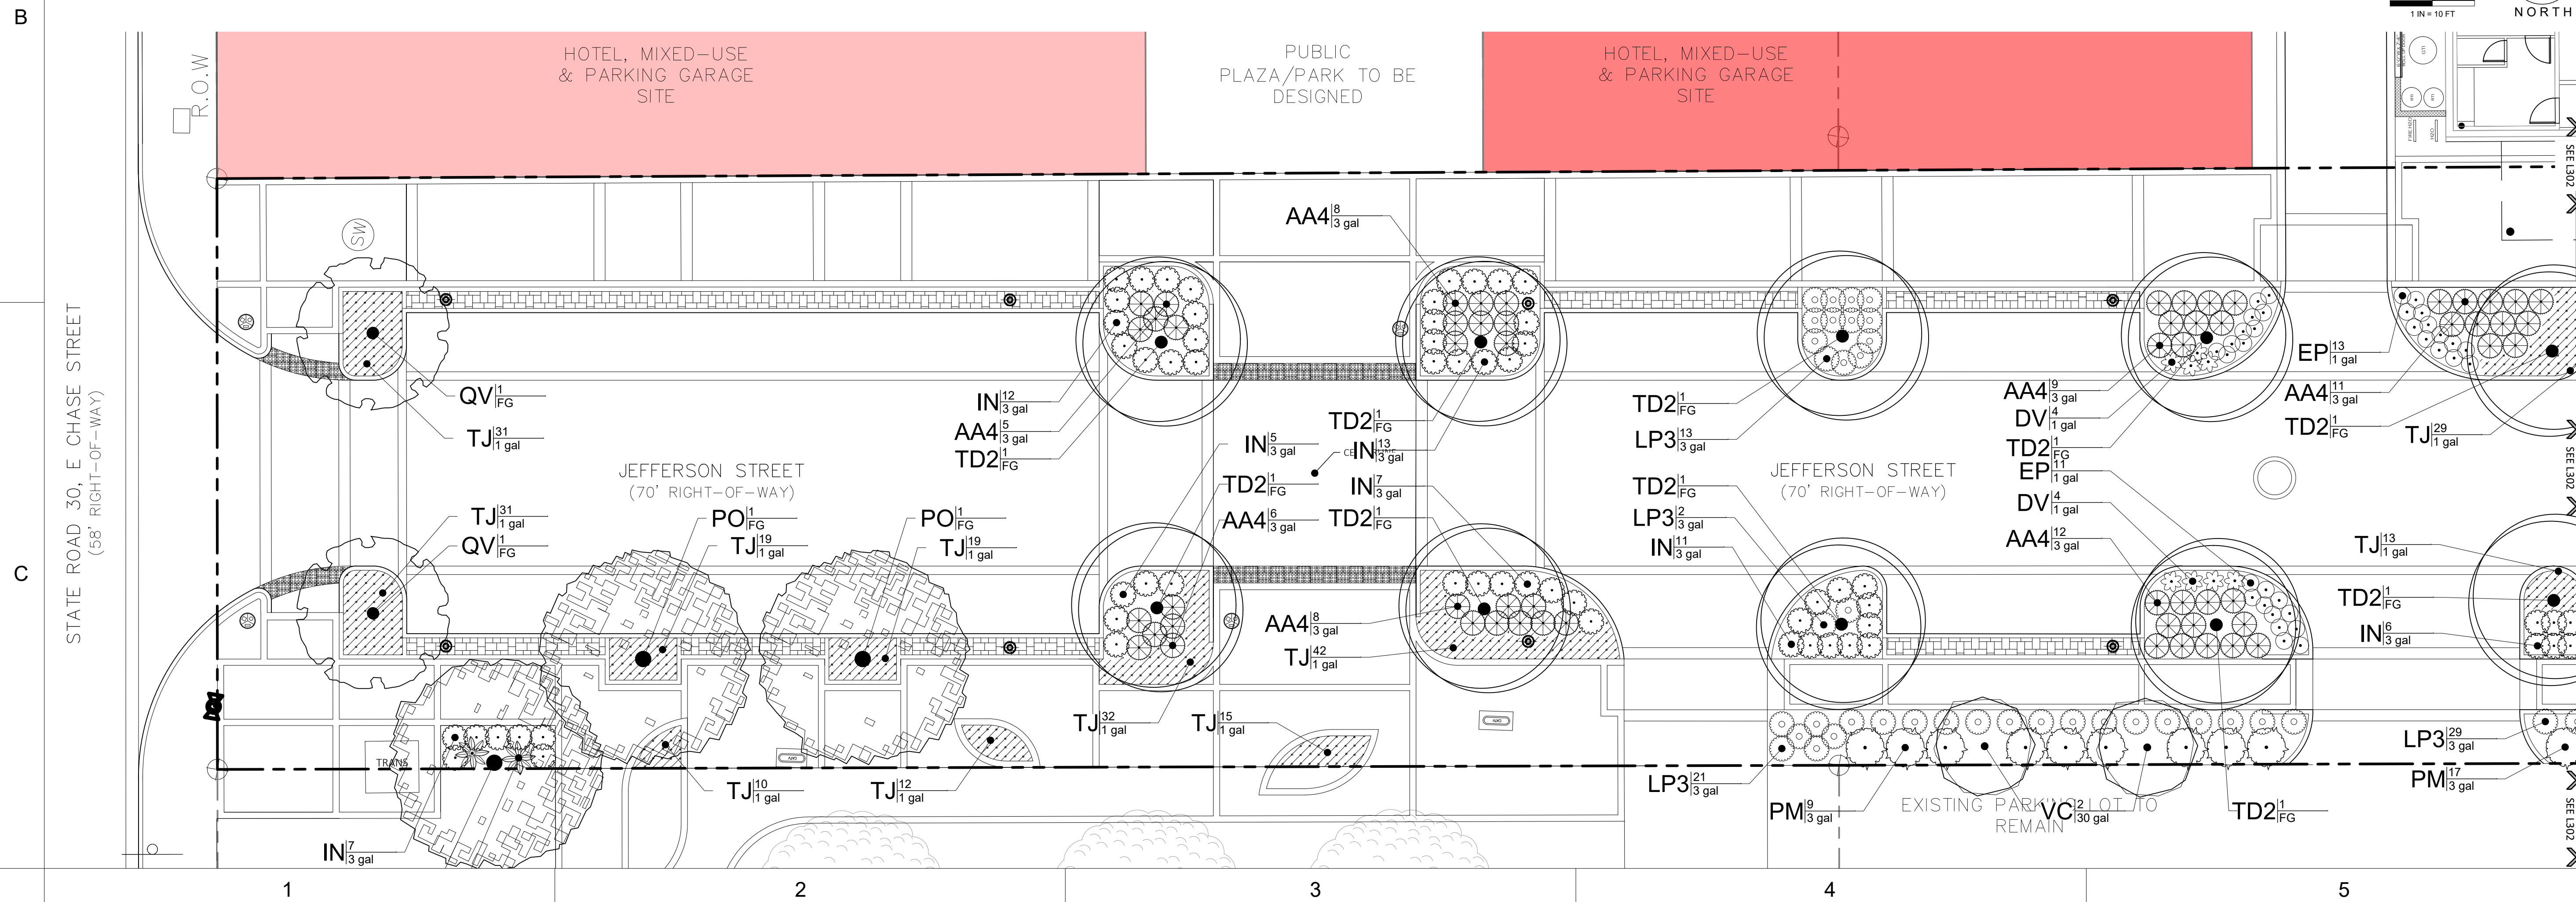 B
1 IN = 10 FT
NORTH
R.O.W
HOTEL, MIXED-USE
& PARKING GARAGE
SITE
PUBLIC
PLAZA/PARK TO BE
DESIGNED
HOTEL, MIXED-USE
& PARKING GARAGE
SITE
SEE L302
SW
AA4 8
3 gal
STATE ROAD 30, E CHASE STREET
(58' RIGHT-OF-WAY)
QV 1
FG
TJ 31
1 gal
IN 12
3 gal
AA4 5
3 gal
TD2 1
FG
TD2 1
FG
IN 13
3 gal
TD2 1
FG
LP3 13
3 gal
AA4 9
3 gal
DV 4
1 gal
TD2 1
FG
EP 13
1 gal
AA4 11
3 gal
TD2 1
FG
TJ 29
1 gal
JEFFERSON STREET
(70' RIGHT-OF-WAY)
IN 5
3 gal
TD2 1
FG
AA4 6
3 gal
IN 7
3 gal
TD2 1
FG
JEFFERSON STREET
(70' RIGHT-OF-WAY)
TD2 1
FG
LP3 2
3 gal
IN 11
3 gal
EP 11
1 gal
DV 4
1 gal
AA4 12
3 gal
SEE L302
TJ 31
1 gal
QV 1
FG
PO 1
FG
TJ 19
1 gal
PO 1
FG
TJ 19
1 gal
TJ 13
1 gal
TD2 1
FG
IN 6
3 gal
C
C
AA4 8
3 gal
TJ 42
1 gal
TJ 32
1 gal
TJ 15
1 gal
TRANS
CATV
CATV
TJ 10
1 gal
TJ 12
1 gal
LP3 21
3 gal
PM 9
3 gal
EXISTING PARKING LOT TO
REMAIN
VC 2
30 gal
TD2 1
FG
LP3 29
3 gal
PM 17
3 gal
SEE L302
IN 7
3 gal
1
2
3
4
5